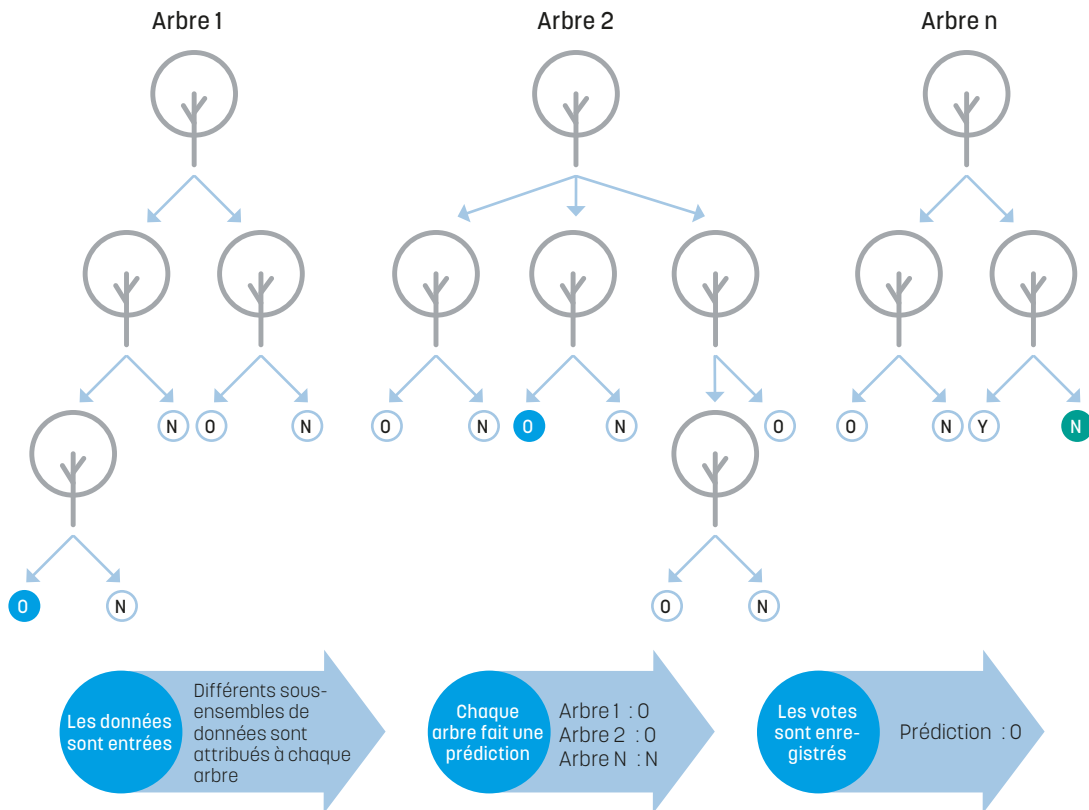 Arbre 1
Arbre 2
Arbre n
N
O
N
O
N
O
N
O
O
N
Y
N
O
N
O
N
Les données
sont entrées
Différents sous-
ensembles de
données sont
attribués à chaque
arbre
Chaque
arbre fait une
prédiction
Arbre 1 : O
Arbre 2 : O
Arbre N : N
Les votes
sont enre-
gistrés
Prédiction : O